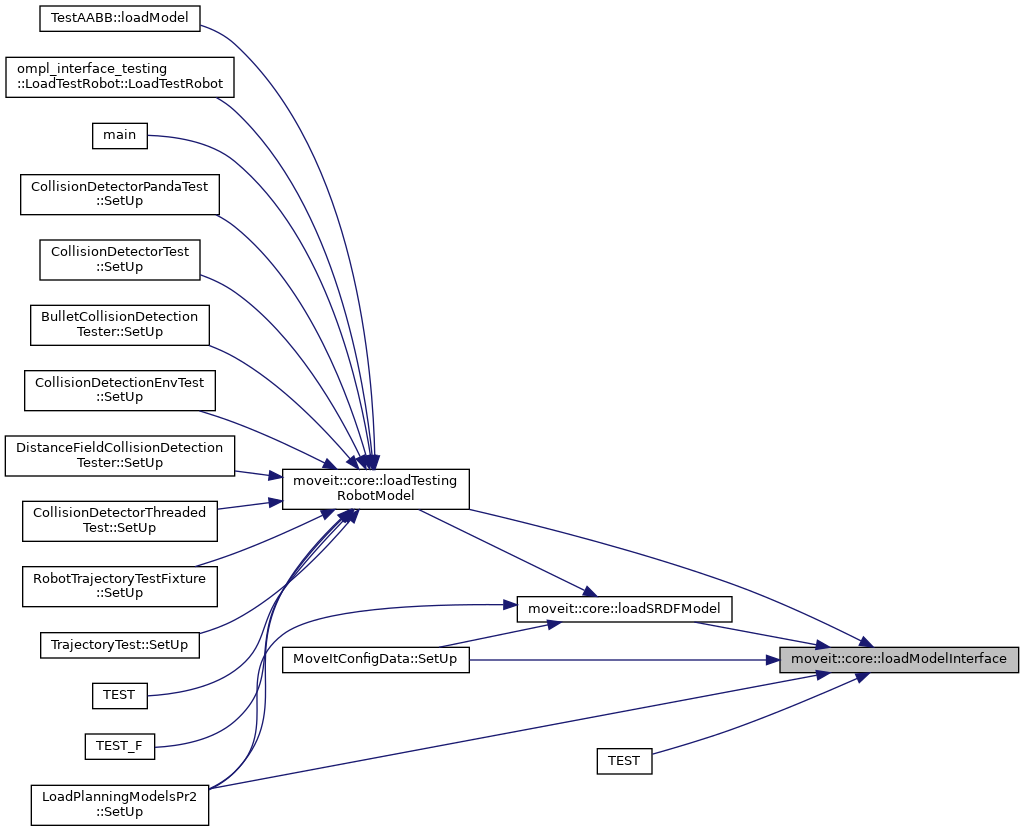 TestAABB::loadModel
ompl_interface_testing
::LoadTestRobot::LoadTestRobot
main
CollisionDetectorPandaTest
::SetUp
CollisionDetectorTest
::SetUp
BulletCollisionDetection
Tester::SetUp
CollisionDetectionEnvTest
::SetUp
DistanceFieldCollisionDetection
Tester::SetUp
CollisionDetectorThreaded
Test::SetUp
RobotTrajectoryTestFixture
::SetUp
TrajectoryTest::SetUp
TEST
TEST_F
LoadPlanningModelsPr2
::SetUp
moveit::core::loadTesting
RobotModel
MoveItConfigData::SetUp
moveit::core::loadSRDFModel
TEST
moveit::core::loadModelInterface